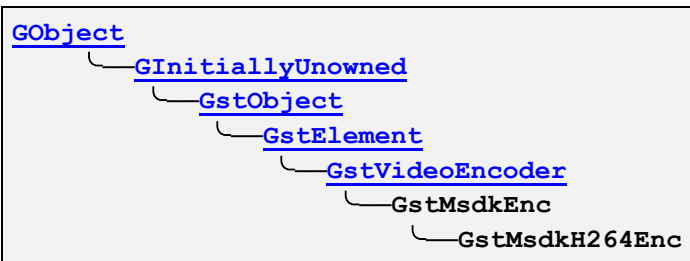 GObject
GInitiallyUnowned
GstObject
GstElement
GstVideoEncoder
GstMsdkEnc
GstMsdkH264Enc